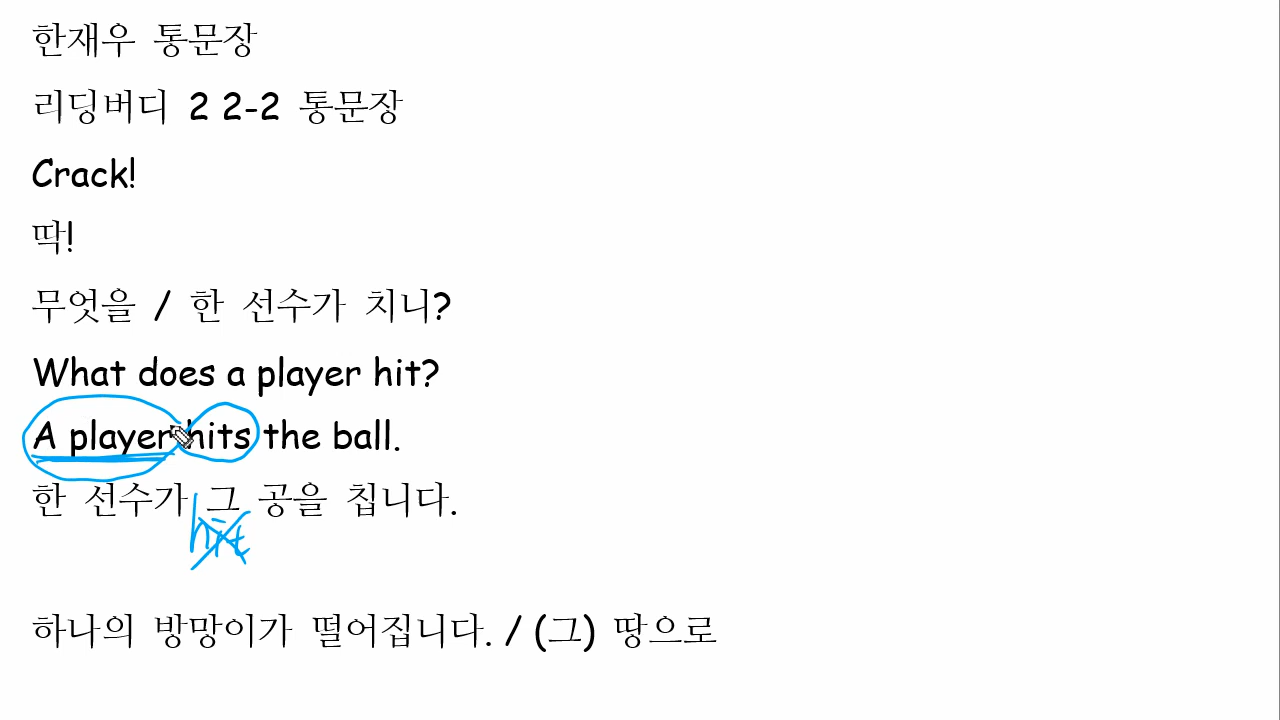 한재우 통문장
리딩버디 2 2-2 통문장
Crack!
딱!
무엇을 / 한 선수가 치니?
What does a player hit?
A player hits the ball.
한 선수가 그 공을 칩니다.
hit
하나의 방망이가 떨어집니다. / (그) 땅으로